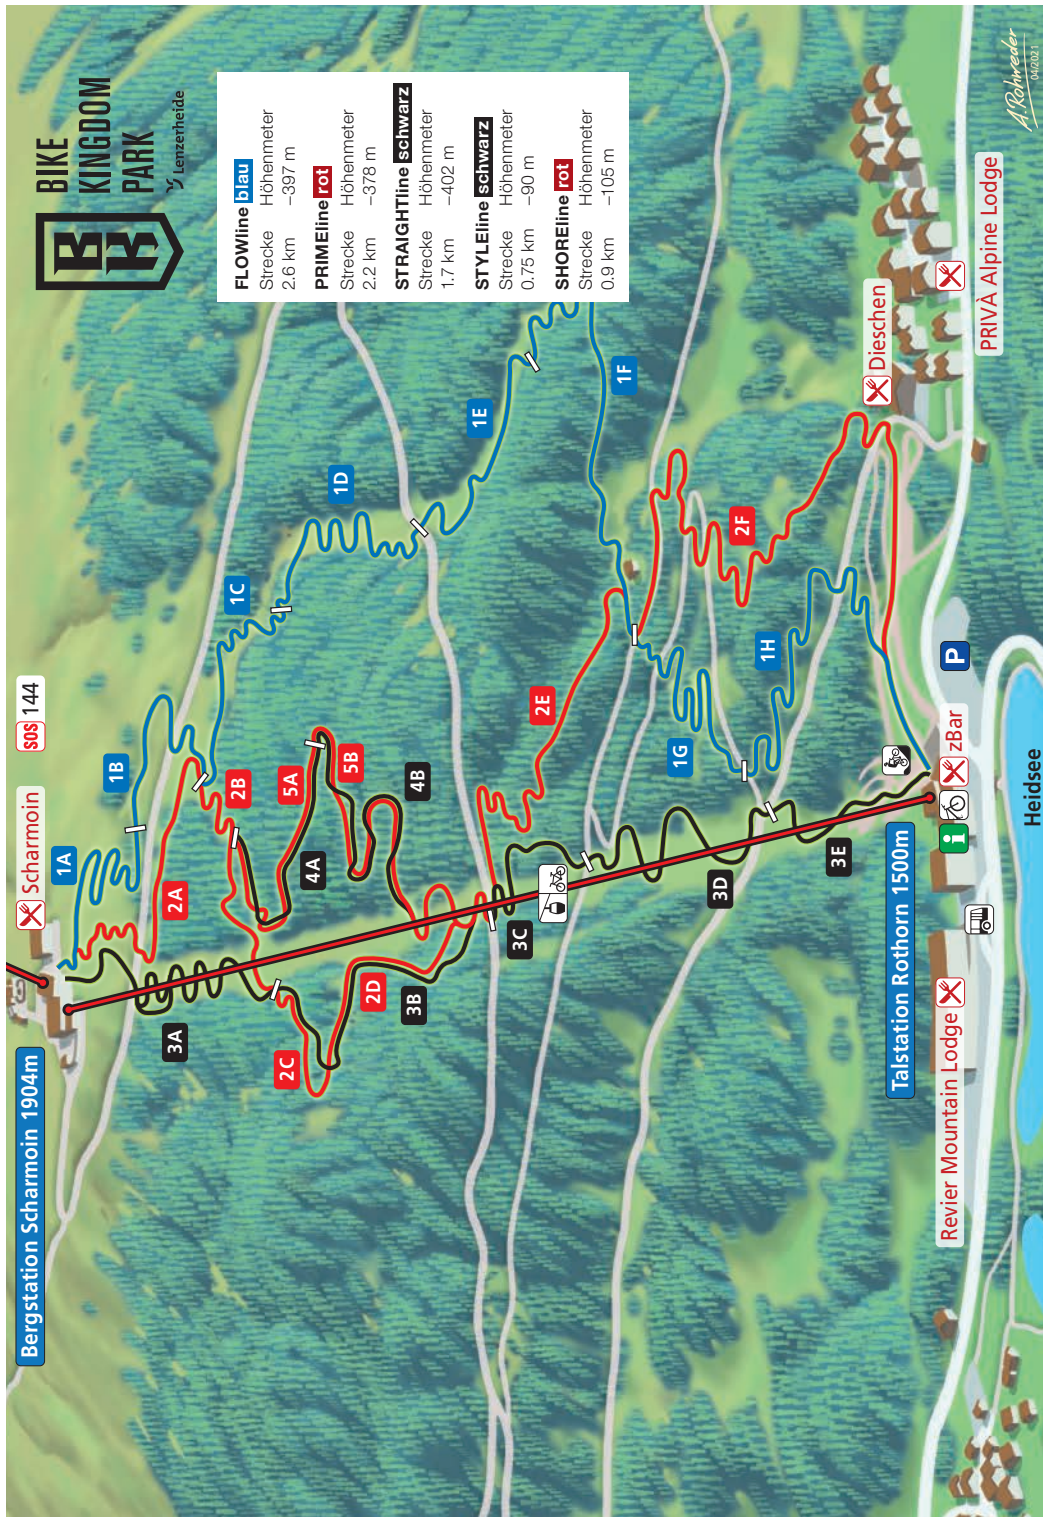 BIKE
KINGDOM
PARK
Lenzerheide
BK
FLOWline blau
Strecke Höhenmeter
2.6 km –397 m
PRIMEline rot
Strecke Höhenmeter
2.2 km –378 m
STRAIGHTline schwarz
Strecke Höhenmeter
1.7 km –402 m
STYLEline schwarz
Strecke Höhenmeter
0.75 km –90 m
SHOREline rot
Strecke Höhenmeter
0.9 km –105 m
Bergstation Scharmoin 1904m
Scharmoin
SOS 144
1A
1B
1C
1D
1E
1F
1G
1H
2A
2B
2C
2D
2E
2F
3A
3B
3C
3D
3E
4A
4B
5A
5B
Dieschen
PRIVÀ Alpine Lodge
Talstation Rothorn 1500m
Revier Mountain Lodge
i
zBar
P
Heidsee
A. Rohweder
04/2021